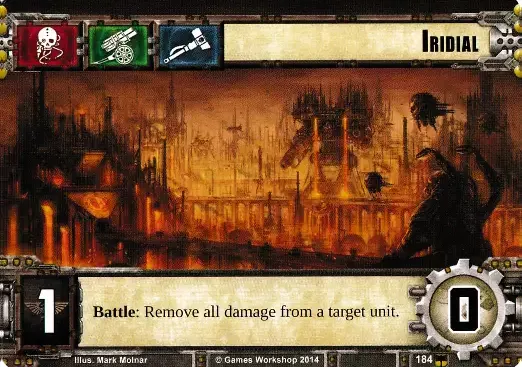 IRIDIAL
1
Battle: Remove all damage from a target unit.
0
Illus. Mark Molnar © Games Workshop 2014 184